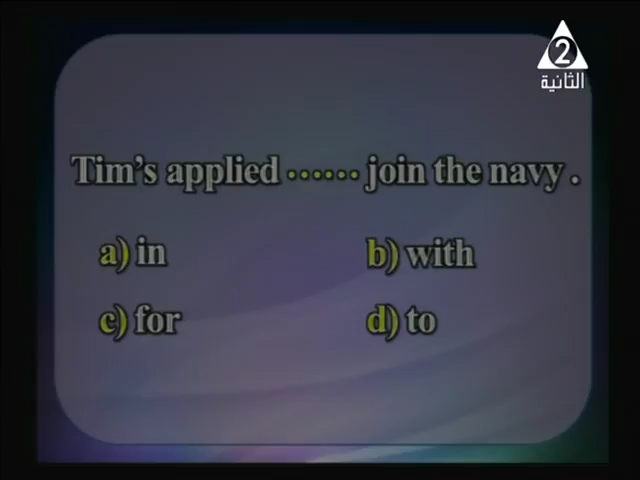 2
الثانية
Tim's applied ...... join the navy .
a) in b) with
c) for d) to